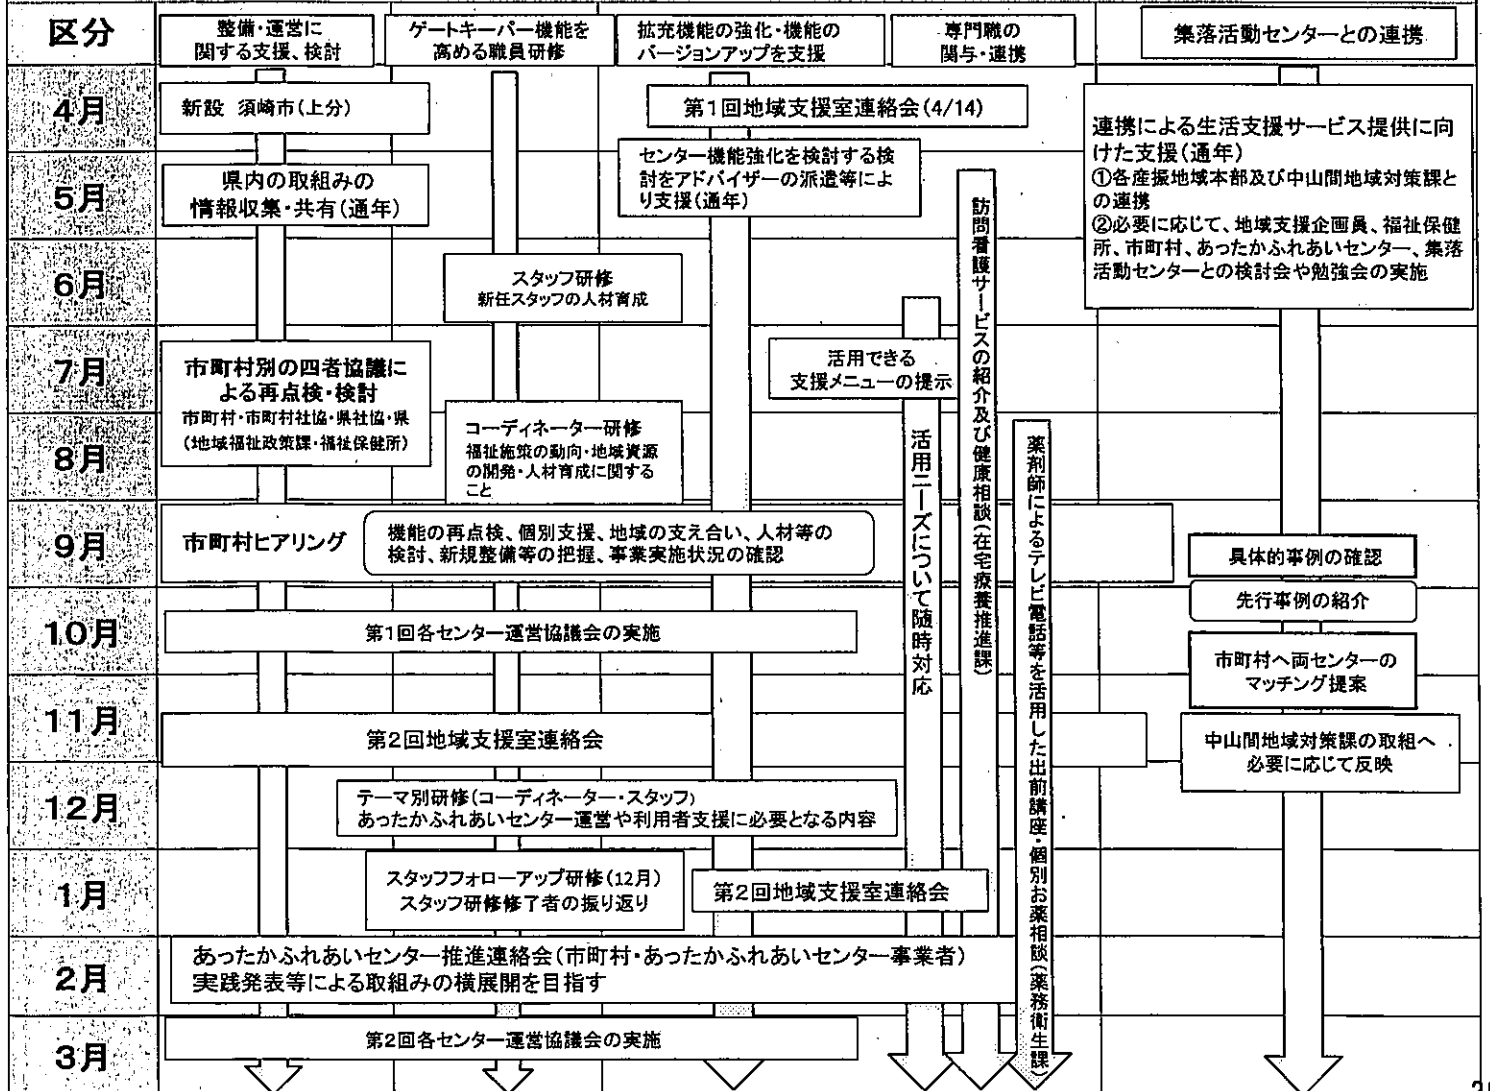 区分
整備・運営に
関する支援、検討
ゲートキーパー機能を
高める職員研修
拡充機能の強化・機能の
バージョンアップを支援
専門職の
関与・連携
集落活動センターとの連携
4月
新設 須崎市(上分)
第1回地域支援室連絡会(4/14)
連携による生活支援サービス提供に向
けた支援(通年)
①各産振地域本部及び中山間地域対策課と
の連携
②必要に応じて、地域支援企画員、福祉保健
所、市町村、あったかふれあいセンター、集落
活動センターとの検討会や勉強会の実施
センター機能強化を検討する検
討をアドバイザーの派遣等によ
り支援(通年)
5月
県内の取組みの
情報収集・共有(通年)
訪問看護サービスの紹介及び健康相談(在宅療養推進課)
6月
スタッフ研修
新任スタッフの人材育成
7月
市町村別の四者協議に
よる再点検・検討
市町村・市町村社協・県社協・県
(地域福祉政策課・福祉保健所)
活用できる
支援メニューの提示
活用ニーズについて随時対応
8月
コーディネーター研修
福祉施策の動向・地域資源
の開発・人材育成に関する
こと
薬剤師によるテレビ電話等を活用した出前講座・個別お薬相談(薬務衛生課)
9月
市町村ヒアリング
機能の再点検、個別支援、地域の支え合い、人材等の
検討、新規整備等の把握、事業実施状況の確認
具体的事例の確認
先行事例の紹介
10月
第1回各センター運営協議会の実施
市町村へ両センターの
マッチング提案
11月
第2回地域支援室連絡会
中山間地域対策課の取組へ
必要に応じて反映
12月
テーマ別研修(コーディネーター・スタッフ)
あったかふれあいセンター運営や利用者支援に必要となる内容
1月
スタッフフォローアップ研修(12月)
スタッフ研修修了者の振り返り
第2回地域支援室連絡会
2月
あったかふれあいセンター推進連絡会(市町村・あったかふれあいセンター事業者)
実践発表等による取組みの横展開を目指す
3月
第2回各センター運営協議会の実施